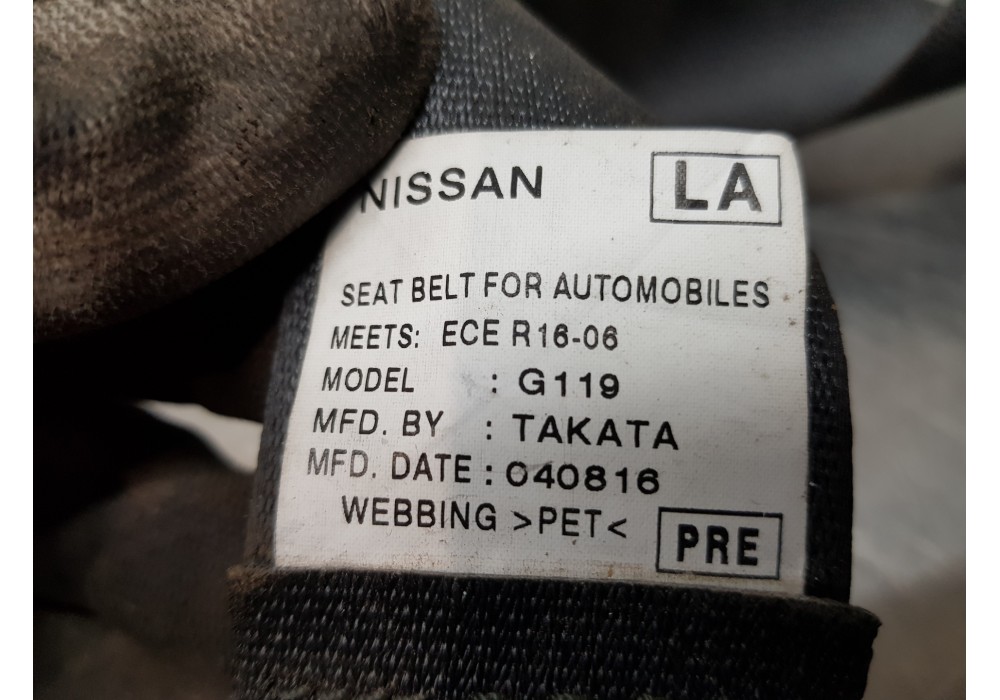 NISSAN LA
SEAT BELT FOR AUTOMOBILES
MEETS: ECE R16-06
MODEL : G119
MFD. BY : TAKATA
MFD. DATE : 040816
WEBBING >PET< PRE